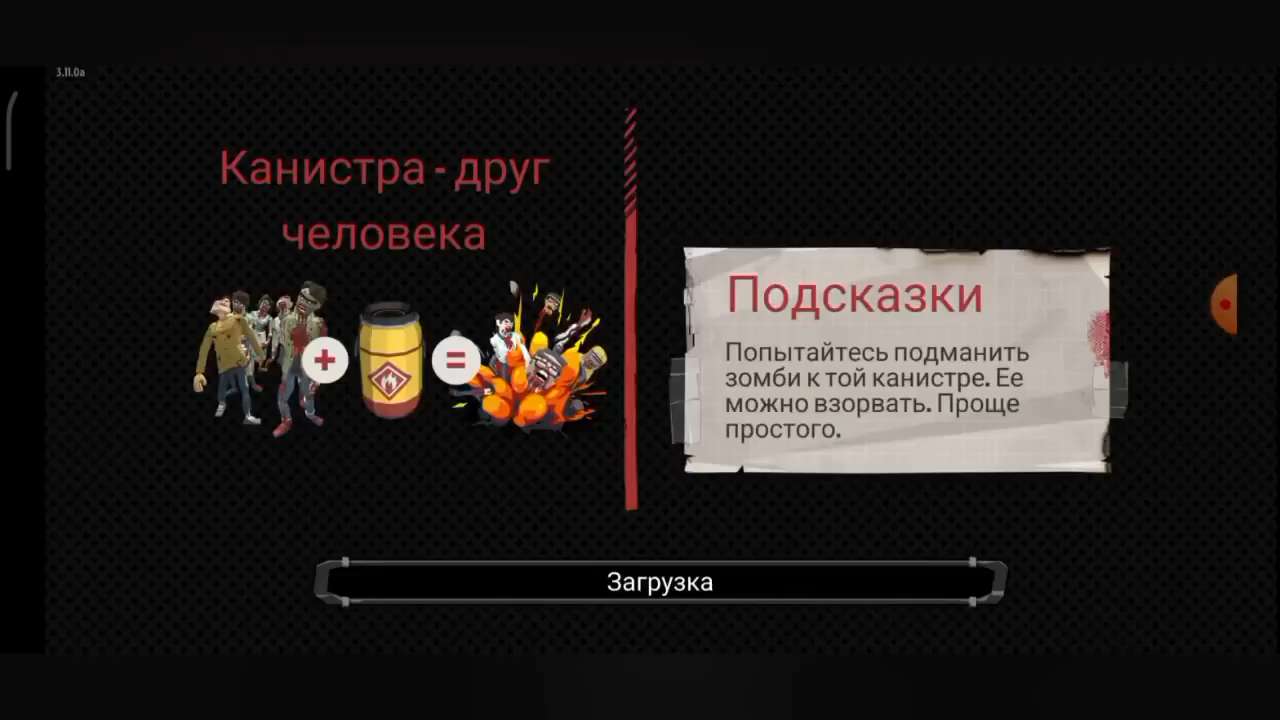 3.11.0a
Канистра - друг
человека
Подсказки
Попытайтесь подманить
зомби к той канистре. Ее
можно взорвать. Проще
простого.
Загрузка